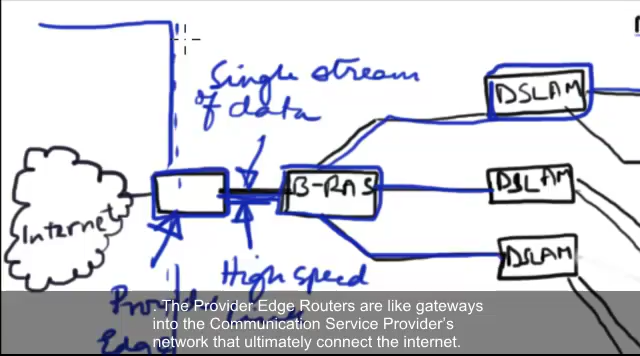 Single stream
of data
DSLAM
B-RAS
DSLAM
Internet
DSLAM
High speed
. The Provider Edge Routers are like gateways
into the Communication Service Provider's
network that ultimately connect the internet.
Edge